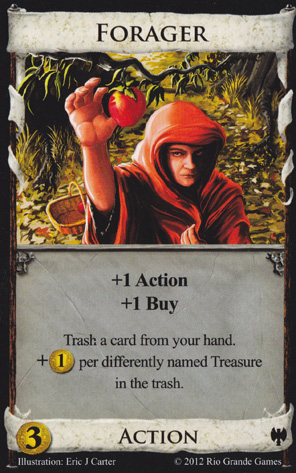 FORAGER
+1 Action
+1 Buy
Trash a card from your hand.
+1 per differently named Treasure
in the trash.
3 ACTION
Illustration: Eric J Carter © 2012 Rio Grande Games